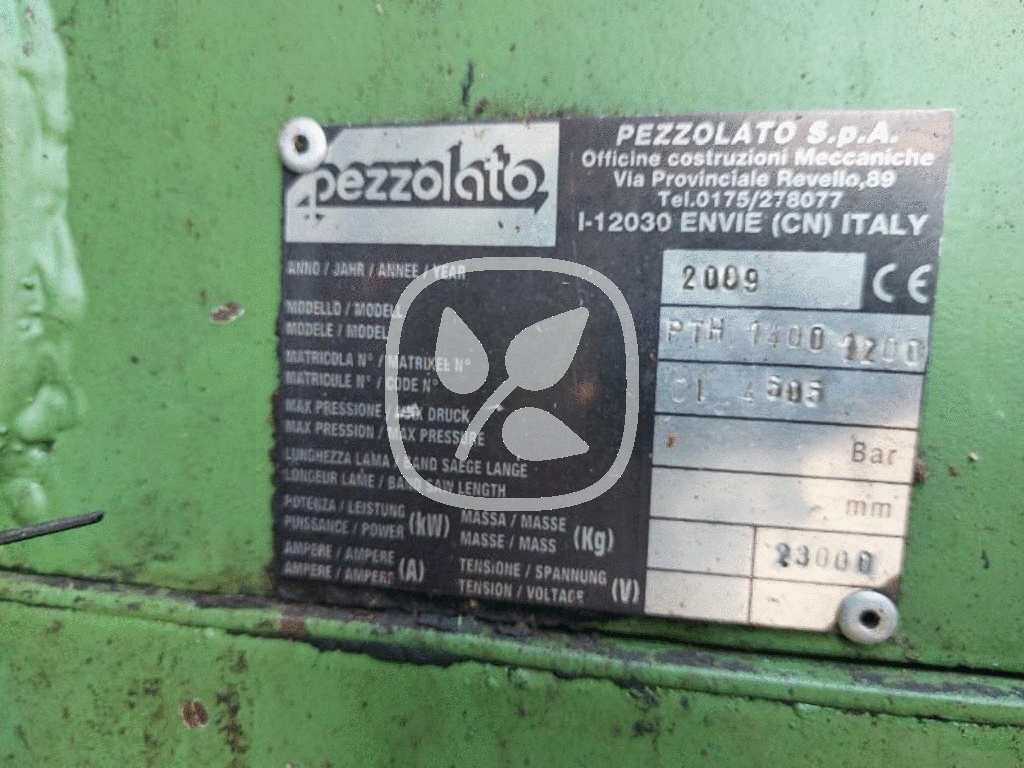 pezzolato
PEZZOLATO S.p.A.
Officine costruzioni Meccaniche
Via Provinciale Revello,89
Tel.0175/278077
I-12030 ENVIE (CN) ITALY
ANNO / JAHR / ANNEE / YEAR
2009 CE
MODELLO / MODELL
MODELE / MODEL
PTH 1400 1200
MATRICOLA N° / MATRIKEL N°
MATRICULE N° / CODE N°
CI 4505
MAX PRESSIONE / MAX DRUCK
MAX PRESSION / MAX PRESSURE
Bar
LUNGHEZZA LAMA / BAND SAEGE LANGE
LONGEUR LAME / BAND SAW LENGTH
mm
POTENZA / LEISTUNG
PUISSANCE / POWER (kW)
MASSA / MASSE
MASSE / MASS (Kg)
23000
AMPERE / AMPERE
AMPERE / AMPERE (A)
TENSIONE / SPANNUNG
TENSION / VOLTAGE (V)